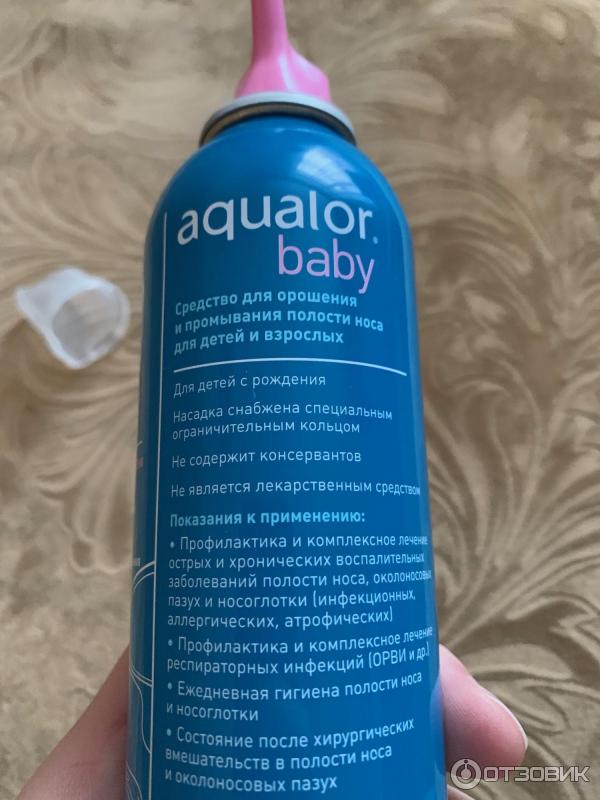 aqualor
baby
Средство для орошения
и промывания полости носа
для детей и взрослых
Для детей с рождения
Насадка снабжена специальным
ограничительным кольцом
Не содержит консервантов
Не является лекарственным средством
Показания к применению:
• Профилактика и комплексное лечение
острых и хронических воспалительных
заболеваний полости носа, околоносовых
пазух и носоглотки (инфекционных,
аллергических, атрофических)
• Профилактика и комплексное лечение
респираторных инфекций (ОРВИ и др.)
• Ежедневная гигиена полости носа
и носоглотки
• Состояние после хирургических
вмешательств в полости носа
и околоносовых пазух
ОТЗОВИК